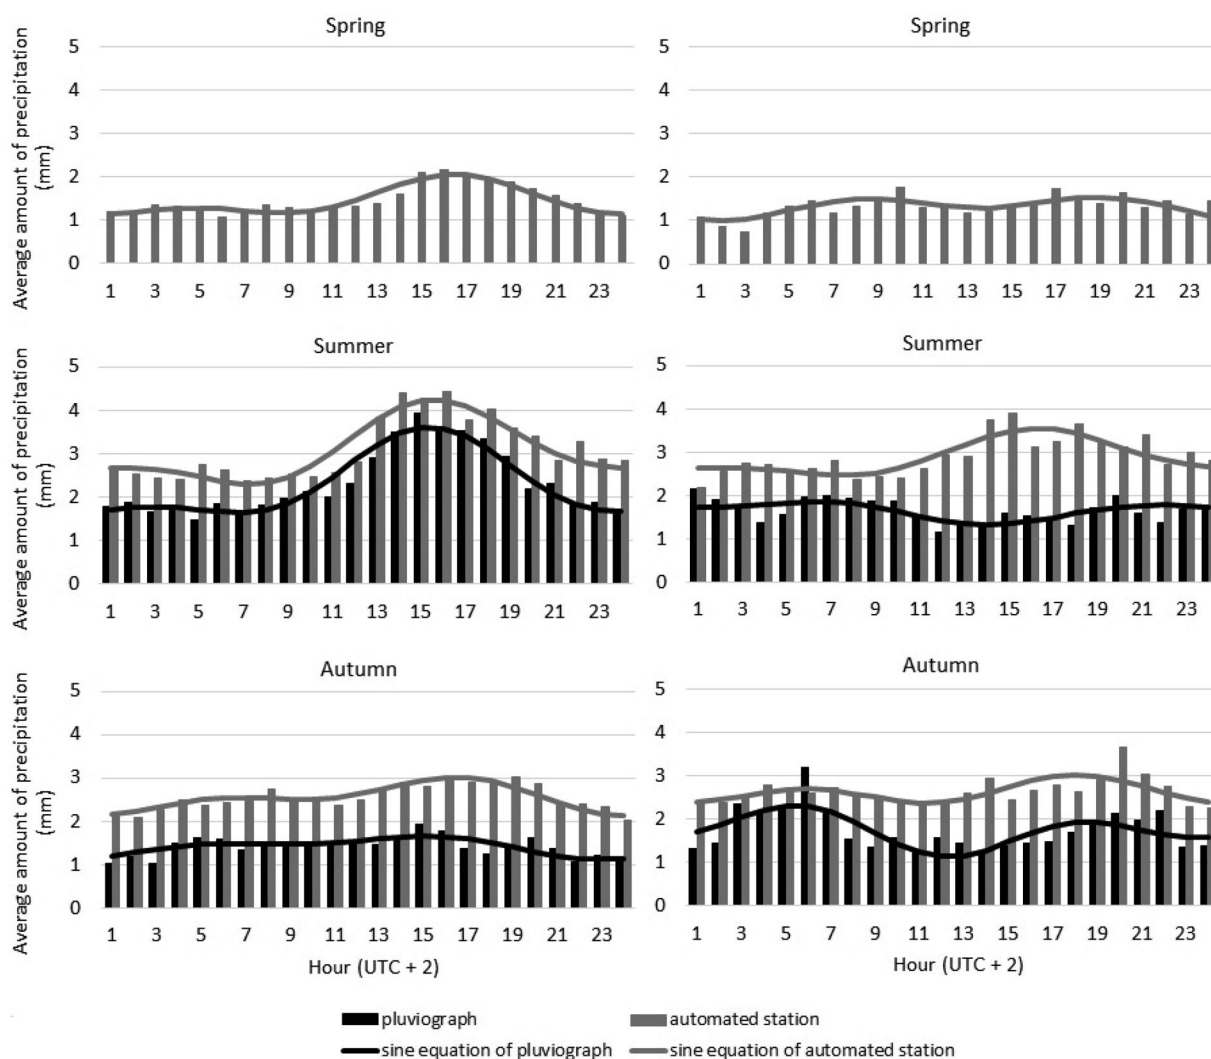 Spring
Average amount of precipitation
(mm)
5
4
3
2
1
0
1 3 5 7 9 11 13 15 17 19 21 23
Spring
5
4
3
2
1
0
1 3 5 7 9 11 13 15 17 19 21 23
Summer
Average amount of precipitation
(mm)
5
4
3
2
1
0
1 3 5 7 9 11 13 15 17 19 21 23
Summer
5
4
3
2
1
0
1 3 5 7 9 11 13 15 17 19 21 23
Autumn
Average amount of precipitation
(mm)
5
4
3
2
1
0
1 3 5 7 9 11 13 15 17 19 21 23
Hour (UTC + 2)
Autumn
5
4
3
2
1
0
1 3 5 7 9 11 13 15 17 19 21 23
Hour (UTC + 2)
pluviograph automated station
sine equation of pluviograph sine equation of automated station